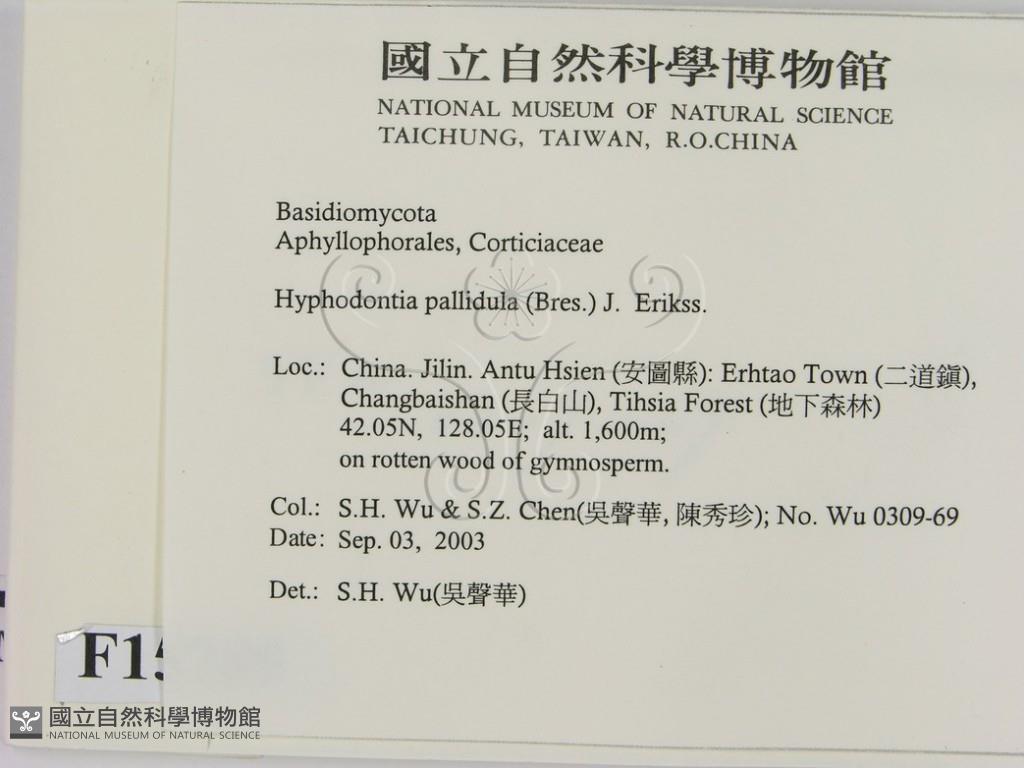 國立自然科學博物館
NATIONAL MUSEUM OF NATURAL SCIENCE
TAICHUNG, TAIWAN, R.O.CHINA
Basidiomycota
Aphyllophorales, Corticiaceae
Hyphodontia pallidula (Bres.) J. Erikss.
Loc.: China. Jilin. Antu Hsien (安圖縣): Erhtao Town (二道鎭),
Changbaishan (長白山), Tihsia Forest (地下森林)
42.05N, 128.05E; alt. 1,600m;
on rotten wood of gymnosperm.
Col.: S.H. Wu & S.Z. Chen(吳聲華, 陳秀珍); No. Wu 0309-69
Date: Sep. 03, 2003
Det.: S.H. Wu(吳聲華)
國立自然科學博物館
NATIONAL MUSEUM OF NATURAL SCIENCE